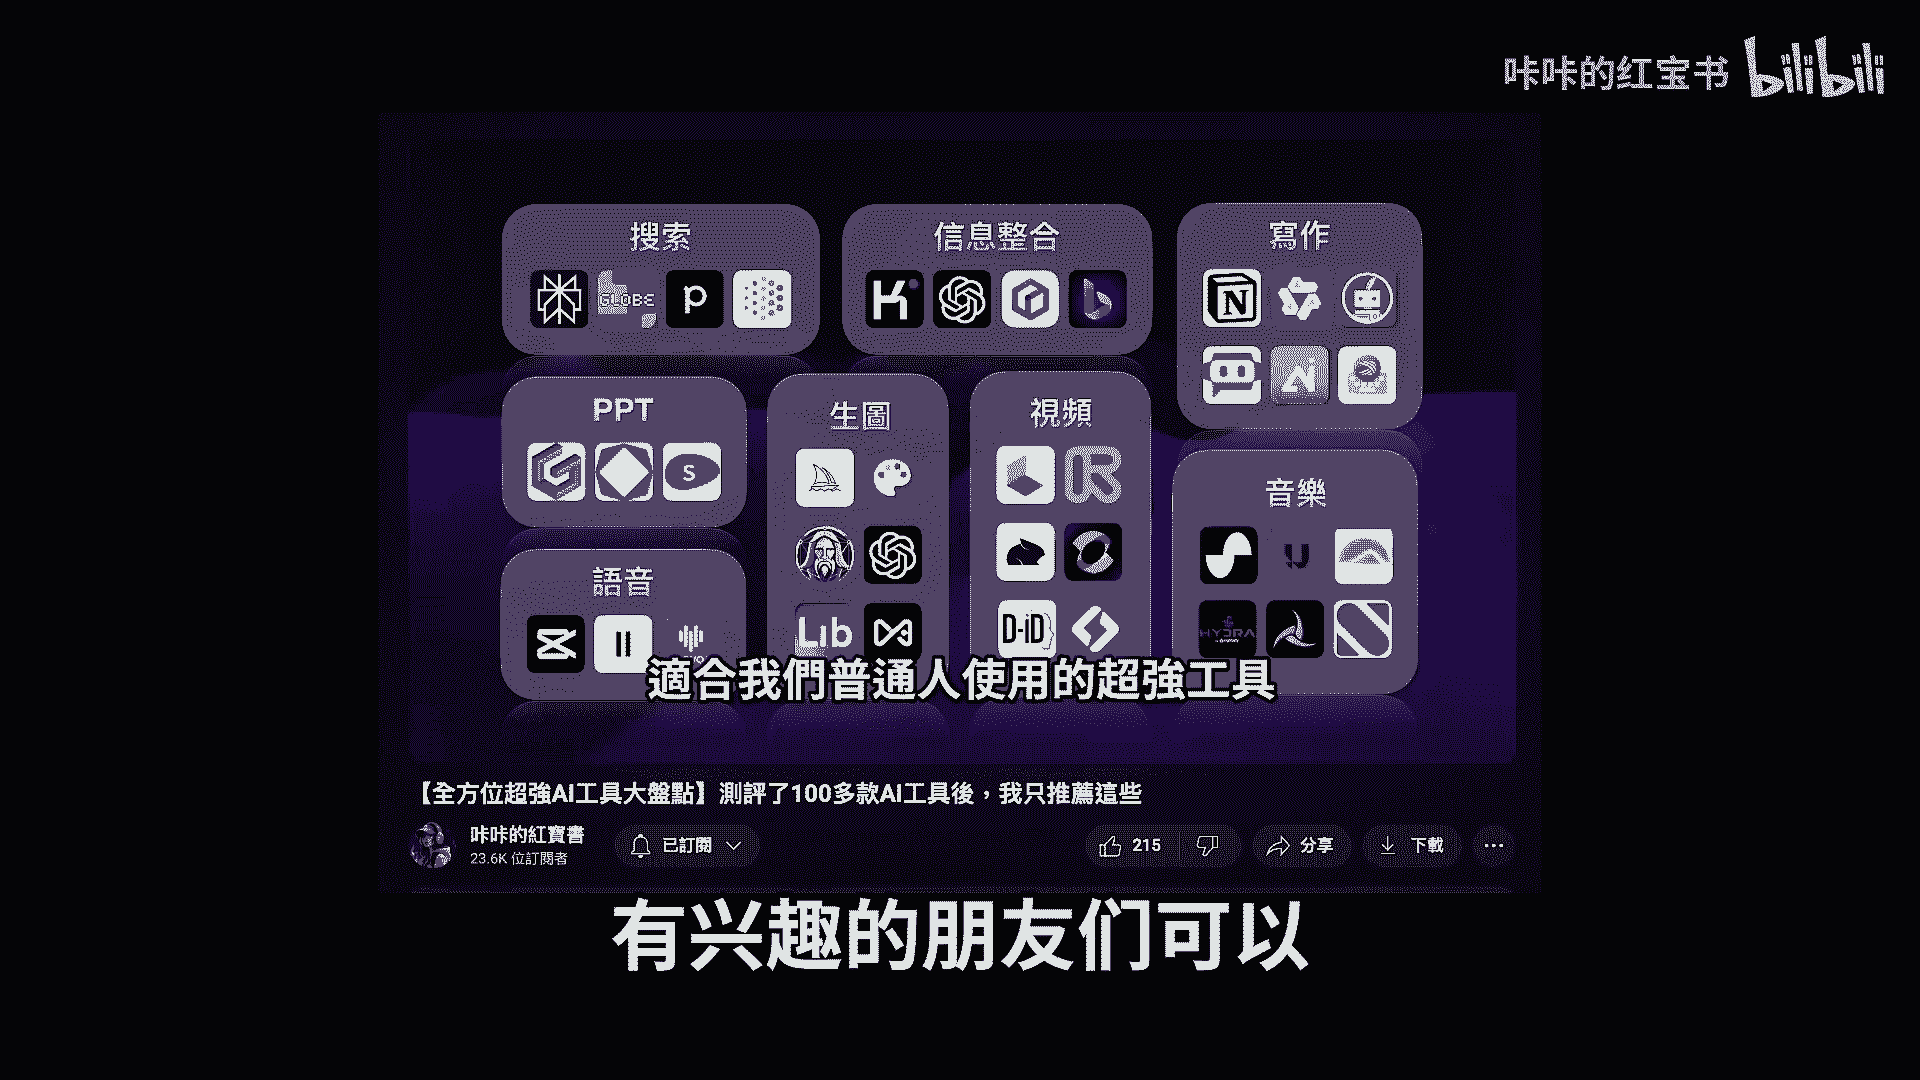 咔咔的红宝书 bilibili
搜索
信息整合
寫作
GLOBE
PPT
生圖
視頻
音樂
語音
Lib
D-iD
HYDRA
適合我們普通人使用的超強工具
【全方位超強AI工具大盤點】測評了100多款AI工具後，我只推薦這些
咔咔的紅寶書
23.6K 位訂閱者
已訂閱
215
分享
下載
有兴趣的朋友们可以